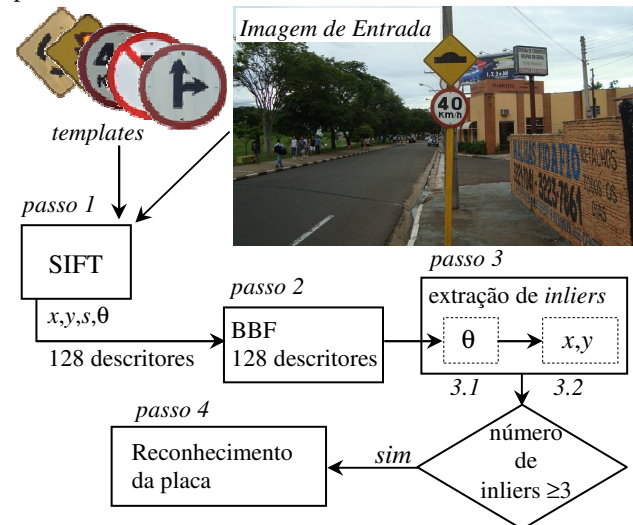 Imagem de Entrada
templates
40
Km/h
passo 1
SIFT
x,y,s,θ
128 descritores
passo 2
BBF
128 descritores
passo 3
extração de inliers
θ
x,y
3.1
3.2
número
de
inliers ≥3
sim
passo 4
Reconhecimento
da placa